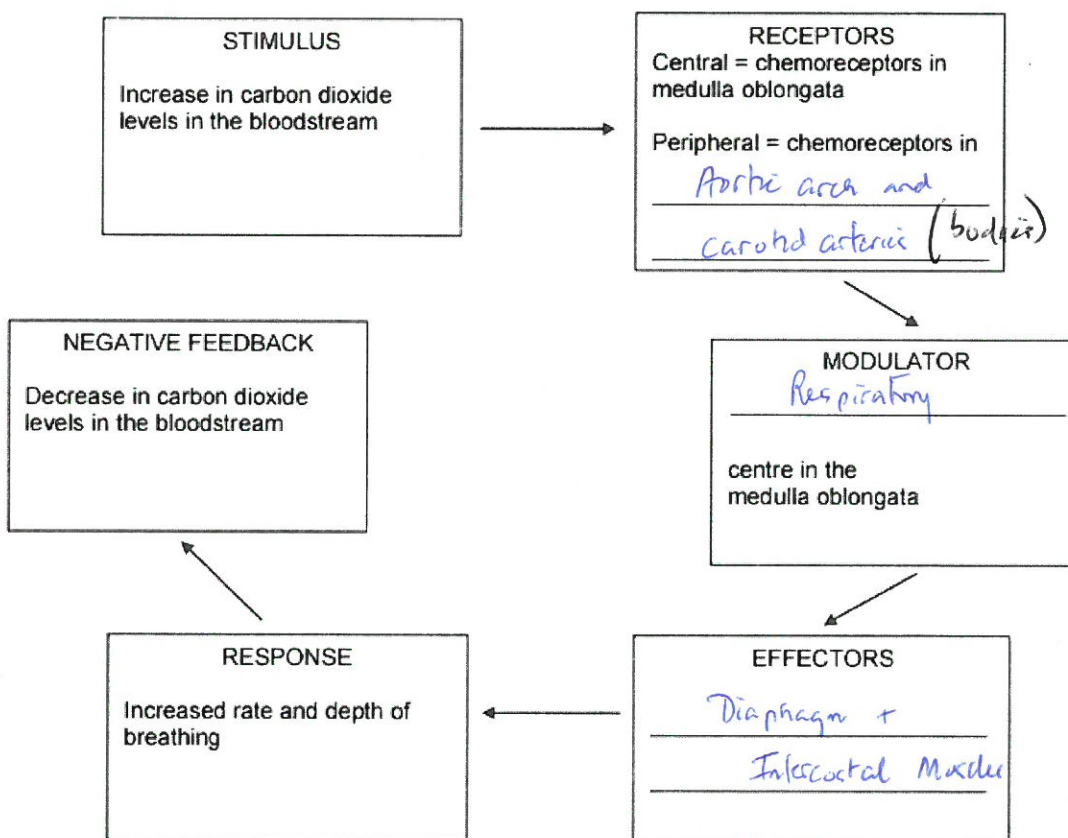 STIMULUS
Increase in carbon dioxide
levels in the bloodstream
RECEPTORS
Central = chemoreceptors in
medulla oblongata
Peripheral = chemoreceptors in
Aortic arch and
carotid arteries (bodies)
MODULATOR
Respiratory
centre in the
medulla oblongata
EFFECTORS
Diaphagm +
Intercostal Muscles
RESPONSE
Increased rate and depth of
breathing
NEGATIVE FEEDBACK
Decrease in carbon dioxide
levels in the bloodstream